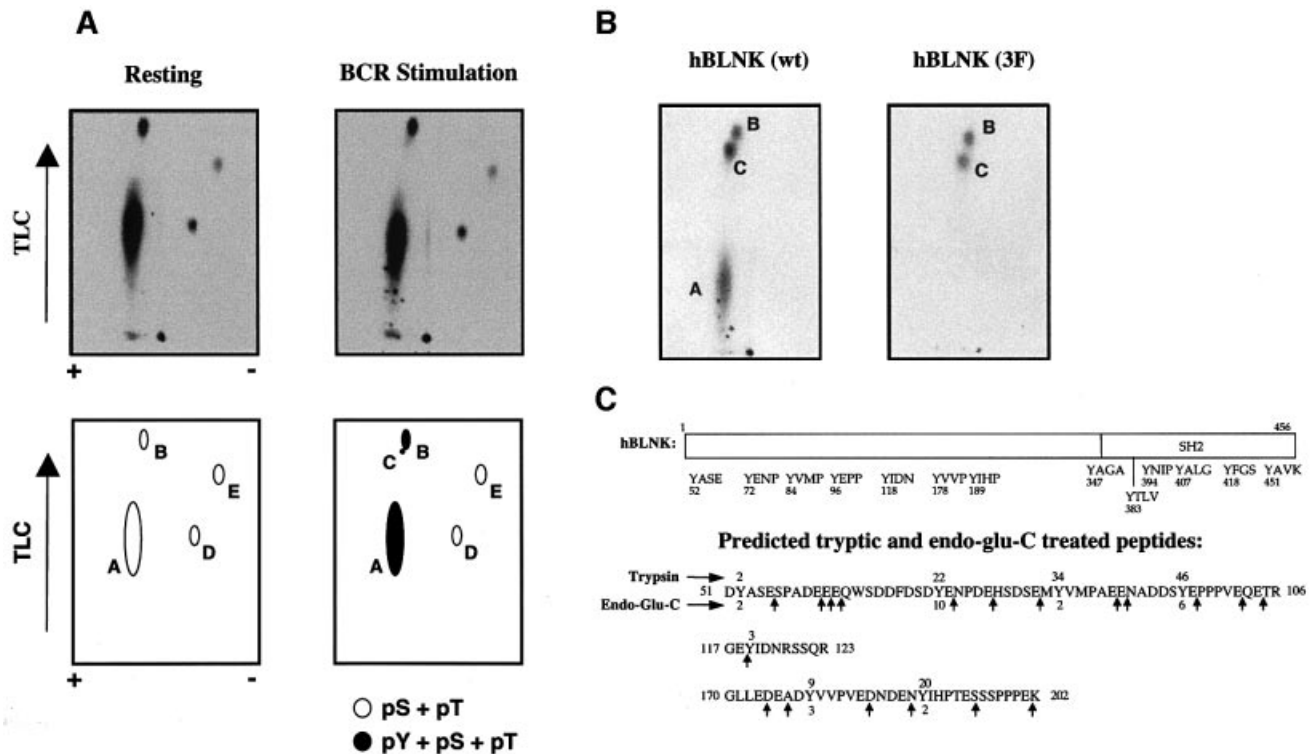 A
Resting
BCR Stimulation
TLC
+
-
B
E
A
D
TLC
+
-
C
B
E
A
D
pS + pT
pY + pS + pT
B
hBLNK (wt)
hBLNK (3F)
B
C
A
B
C
C
1
456
hBLNK:
SH2
YASE YENP YVMP YEPP YIDN YVVP YIHP YAGA YNIP YALG YFGS YAVK
52 72 84 96 118 178 189 347 394 407 418 451
YTLV
383
Predicted tryptic and endo-glu-C treated peptides:
Trypsin 2 22 34 46
51 DYASESPADEEEQWSDDFDSDYENPDEHSDSEMYVMPAEENADDSYEPPPVEQETR 106
Endo-Glu-C 2 10 2 6
3
117 GEYIDNRSSQR 123
9 20
170 GLLEDEADYVVPVEDNDENYIHPTESSSPPPEK 202
3 2